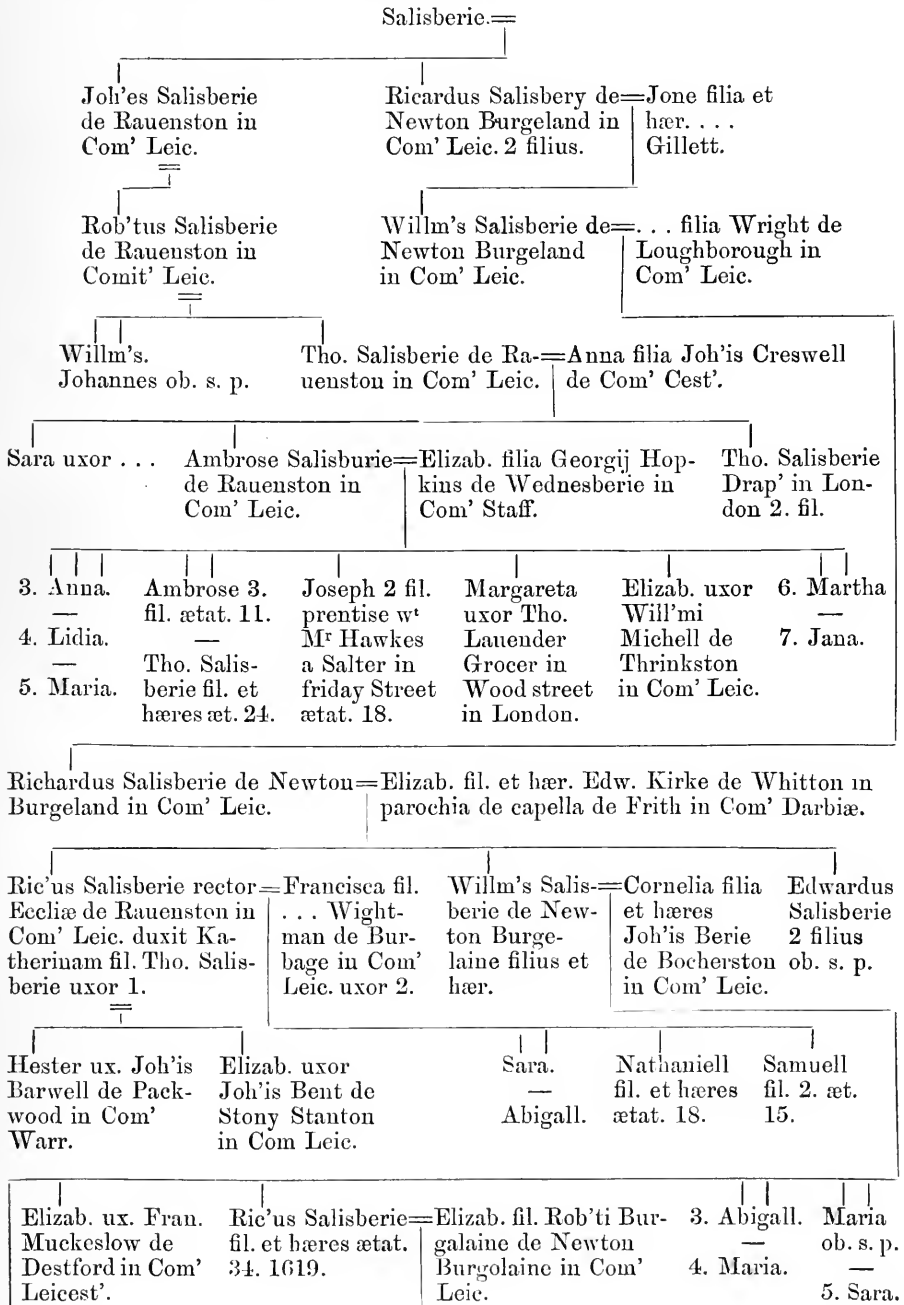 Salisberie.
Joh'es Salisberie
de Rauenston in
Com' Leic.
Ricardus Salisbery de
Newton Burgeland in
Com' Leic. 2 filius.
Jone filia et
hær. . . .
Gillett.
Rob'tus Salisberie
de Rauenston in
Comit' Leic.
Willm's Salisberie de
Newton Burgeland
in Com' Leic.
. . . filia Wright de
Loughborough in
Com' Leic.
Willm's.
Johannes ob. s. p.
Tho. Salisberie de Ra-
uenston in Com' Leic.
Anna filia Joh'is Creswell
de Com' Cest'.
Sara uxor . . .
Ambrose Salisburie
de Rauenston in
Com' Leic.
Elizab. filia Georgij Hop-
kins de Wednesberie in
Com' Staff.
Tho. Salisberie
Drap' in Lon-
don 2. fil.
3. Anna.
—
4. Lidia.
—
5. Maria.
Ambrose 3.
fil. ætat. 11.
—
Tho. Salis-
berie fil. et
hæres æt. 24.
Joseph 2 fil.
prentise wt
Mr Hawkes
a Salter in
friday Street
ætat. 18.
Margareta
uxor Tho.
Lauender
Grocer in
Wood street
in London.
Elizab. uxor
Will'mi
Michell de
Thrinkston
in Com' Leic.
6. Martha
—
7. Jana.
Richardus Salisberie de Newton
Burgeland in Com' Leic.
Elizab. fil. et hær. Edw. Kirke de Whitton in
parochia de capella de Frith in Com' Darbiæ.
Ric'us Salisberie rector
Eccliæ de Rauenston in
Com' Leic. duxit Ka-
therinam fil. Tho. Salis-
berie uxor 1.
Francisca fil.
. . . Wight-
man de Bur-
bage in Com'
Leic. uxor 2.
Willm's Salis-
berie de New-
ton Burge-
laine filius et
hær.
Cornelia filia
et hæres
Joh'is Berie
de Bocherston
in Com' Leic.
Edwardus
Salisberie
2 filius
ob. s. p.
Hester ux. Joh'is
Barwell de Pack-
wood in Com'
Warr.
Elizab. uxor
Joh'is Bent de
Stony Stanton
in Com Leic.
Sara.
—
Abigall.
Nathaniell
fil. et hæres
ætat. 18.
Samuell
fil. 2. æt.
15.
Elizab. ux. Fran.
Muckeslow de
Destford in Com'
Leicest'.
Ric'us Salisberie
fil. et hæres ætat.
34. 1619.
Elizab. fil. Rob'ti Bur-
galaine de Newton
Burgolaine in Com'
Leic.
3. Abigall.
—
4. Maria.
Maria
ob. s. p.
—
5. Sara.